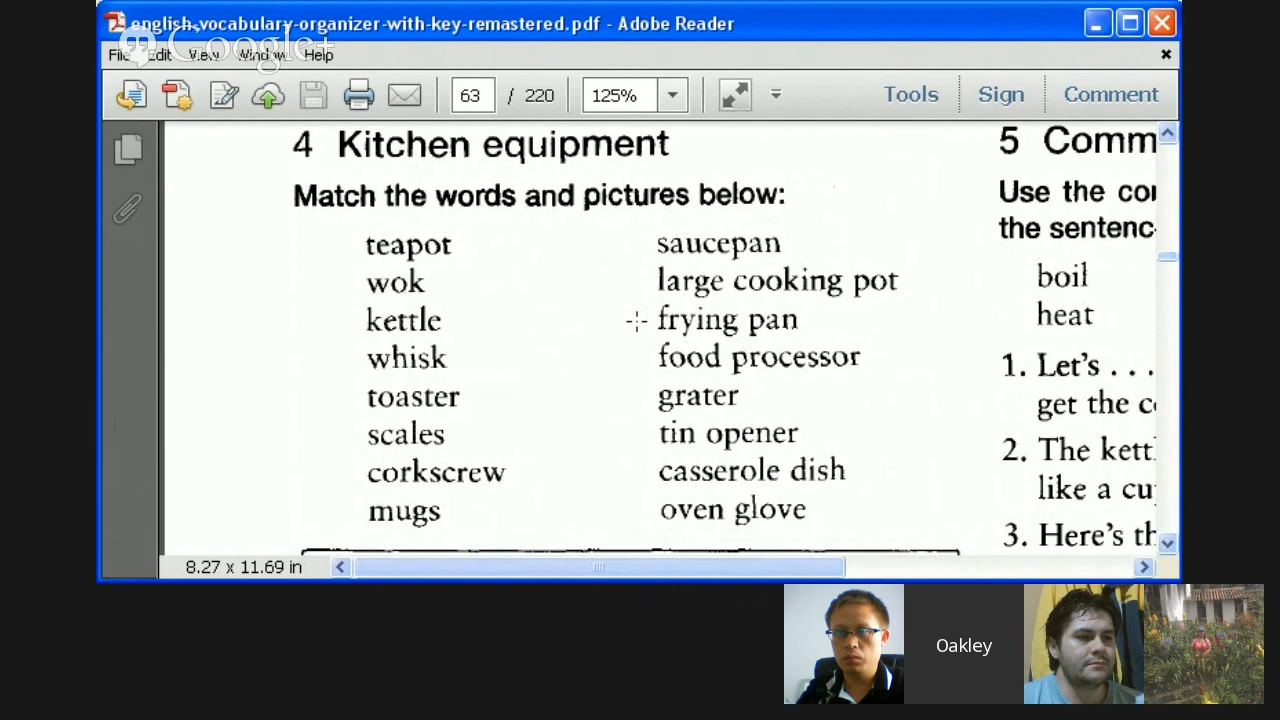 english-vocabulary-organizer-with-key-remastered.pdf - Adobe Reader
Google+
File Edit View Window Help
63 / 220 125% Tools Sign Comment
4 Kitchen equipment
Match the words and pictures below:
teapot saucepan
wok large cooking pot
kettle frying pan
whisk food processor
toaster grater
scales tin opener
corkscrew casserole dish
mugs oven glove
5 Comm
Use the co
the sentenc
boil
heat
1. Let's . . .
get the c
2. The kett
like a cu
3. Here's th
8.27 x 11.69 in
Oakley